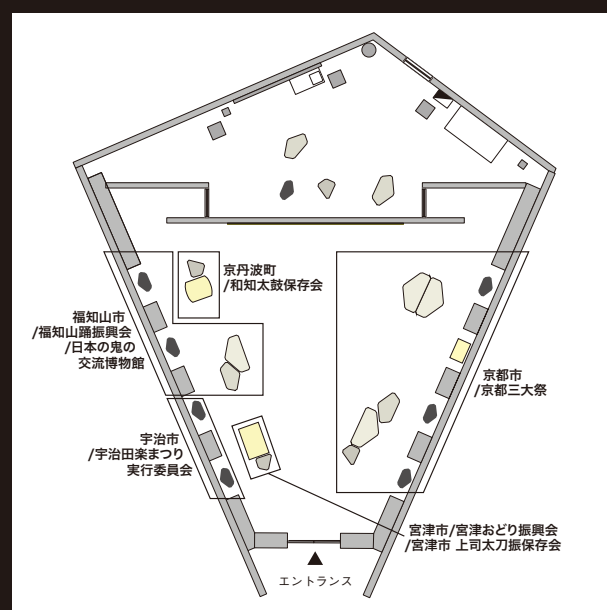 京丹波町
/和知太鼓保存会
福知山市
/福知山踊振興会
/日本の鬼の
交流博物館
京都市
/京都三大祭
宇治市
/宇治田楽まつり
実行委員会
宮津市/宮津おどり振興会
/宮津市 上司太刀振保存会
エントランス